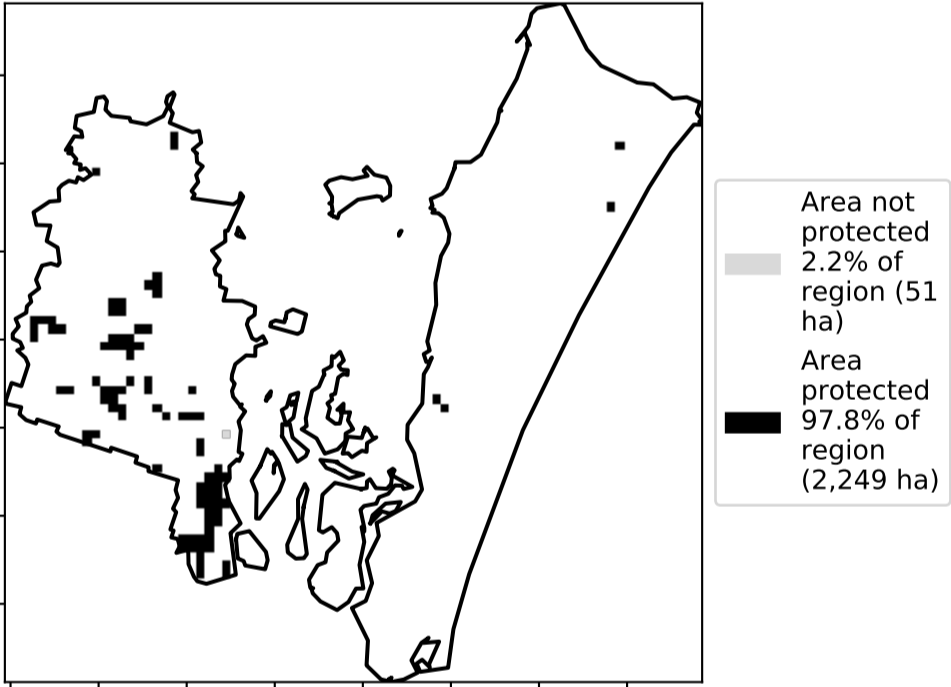 Area not
protected
2.2% of
region (51
ha)
Area
protected
97.8% of
region
(2,249 ha)